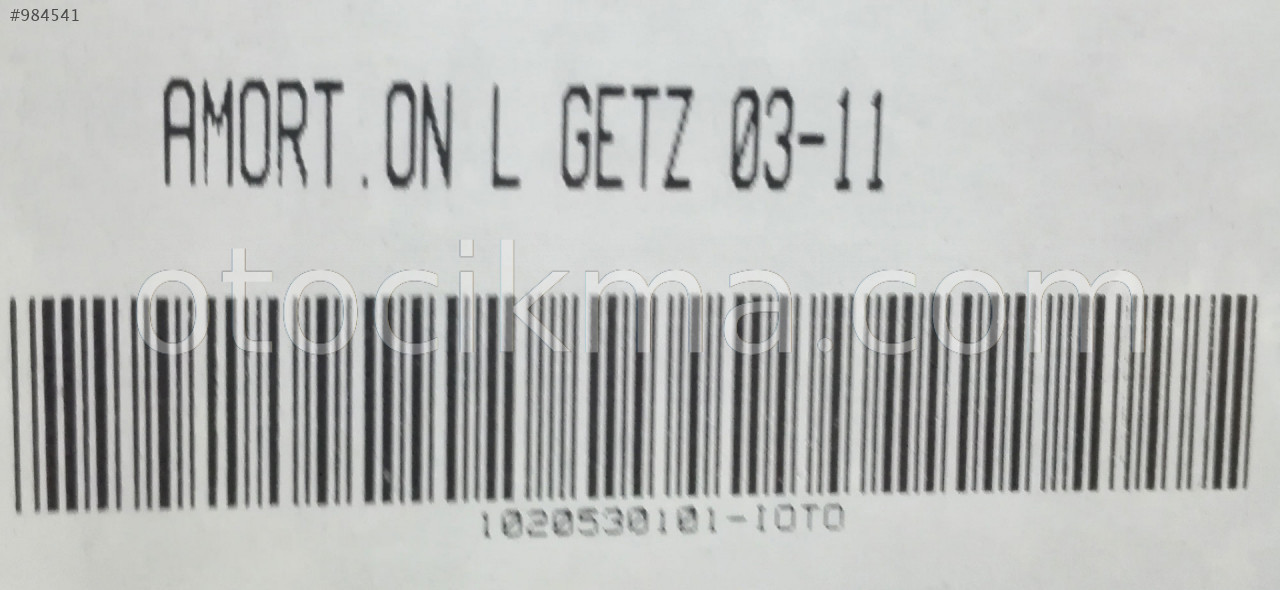 #984541
AMORT.ON L GETZ 03-11
otocikma.com
1020530101-IOTO